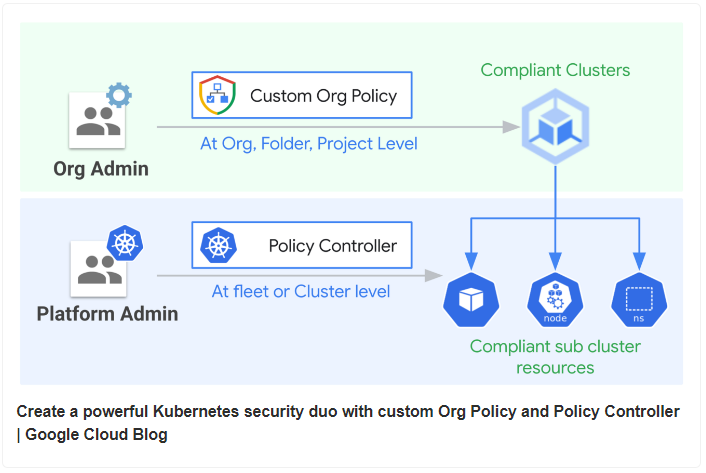 Compliant Clusters
Custom Org Policy
At Org, Folder, Project Level
Org Admin
Policy Controller
At fleet or Cluster level
Platform Admin
node
ns
Compliant sub cluster
resources
Create a powerful Kubernetes security duo with custom Org Policy and Policy Controller
| Google Cloud Blog